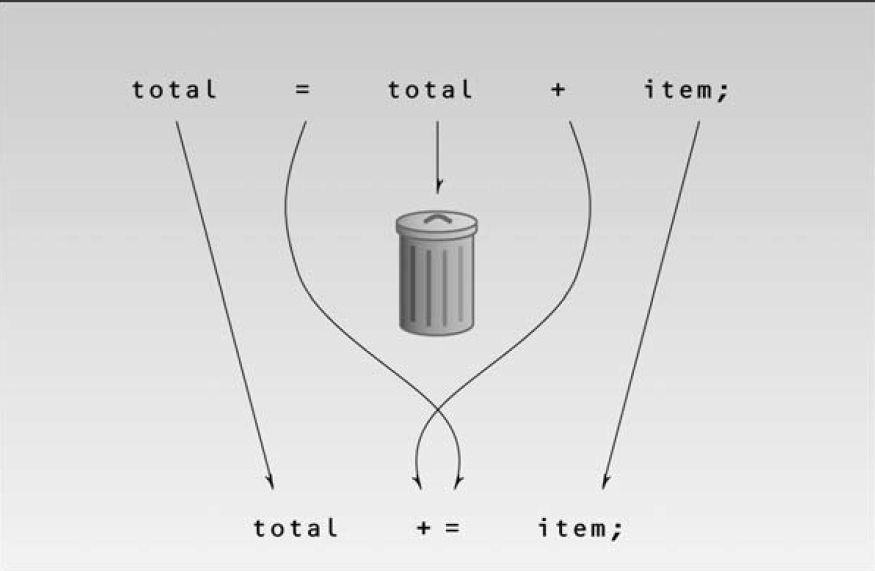 total = total + item;
total += item;